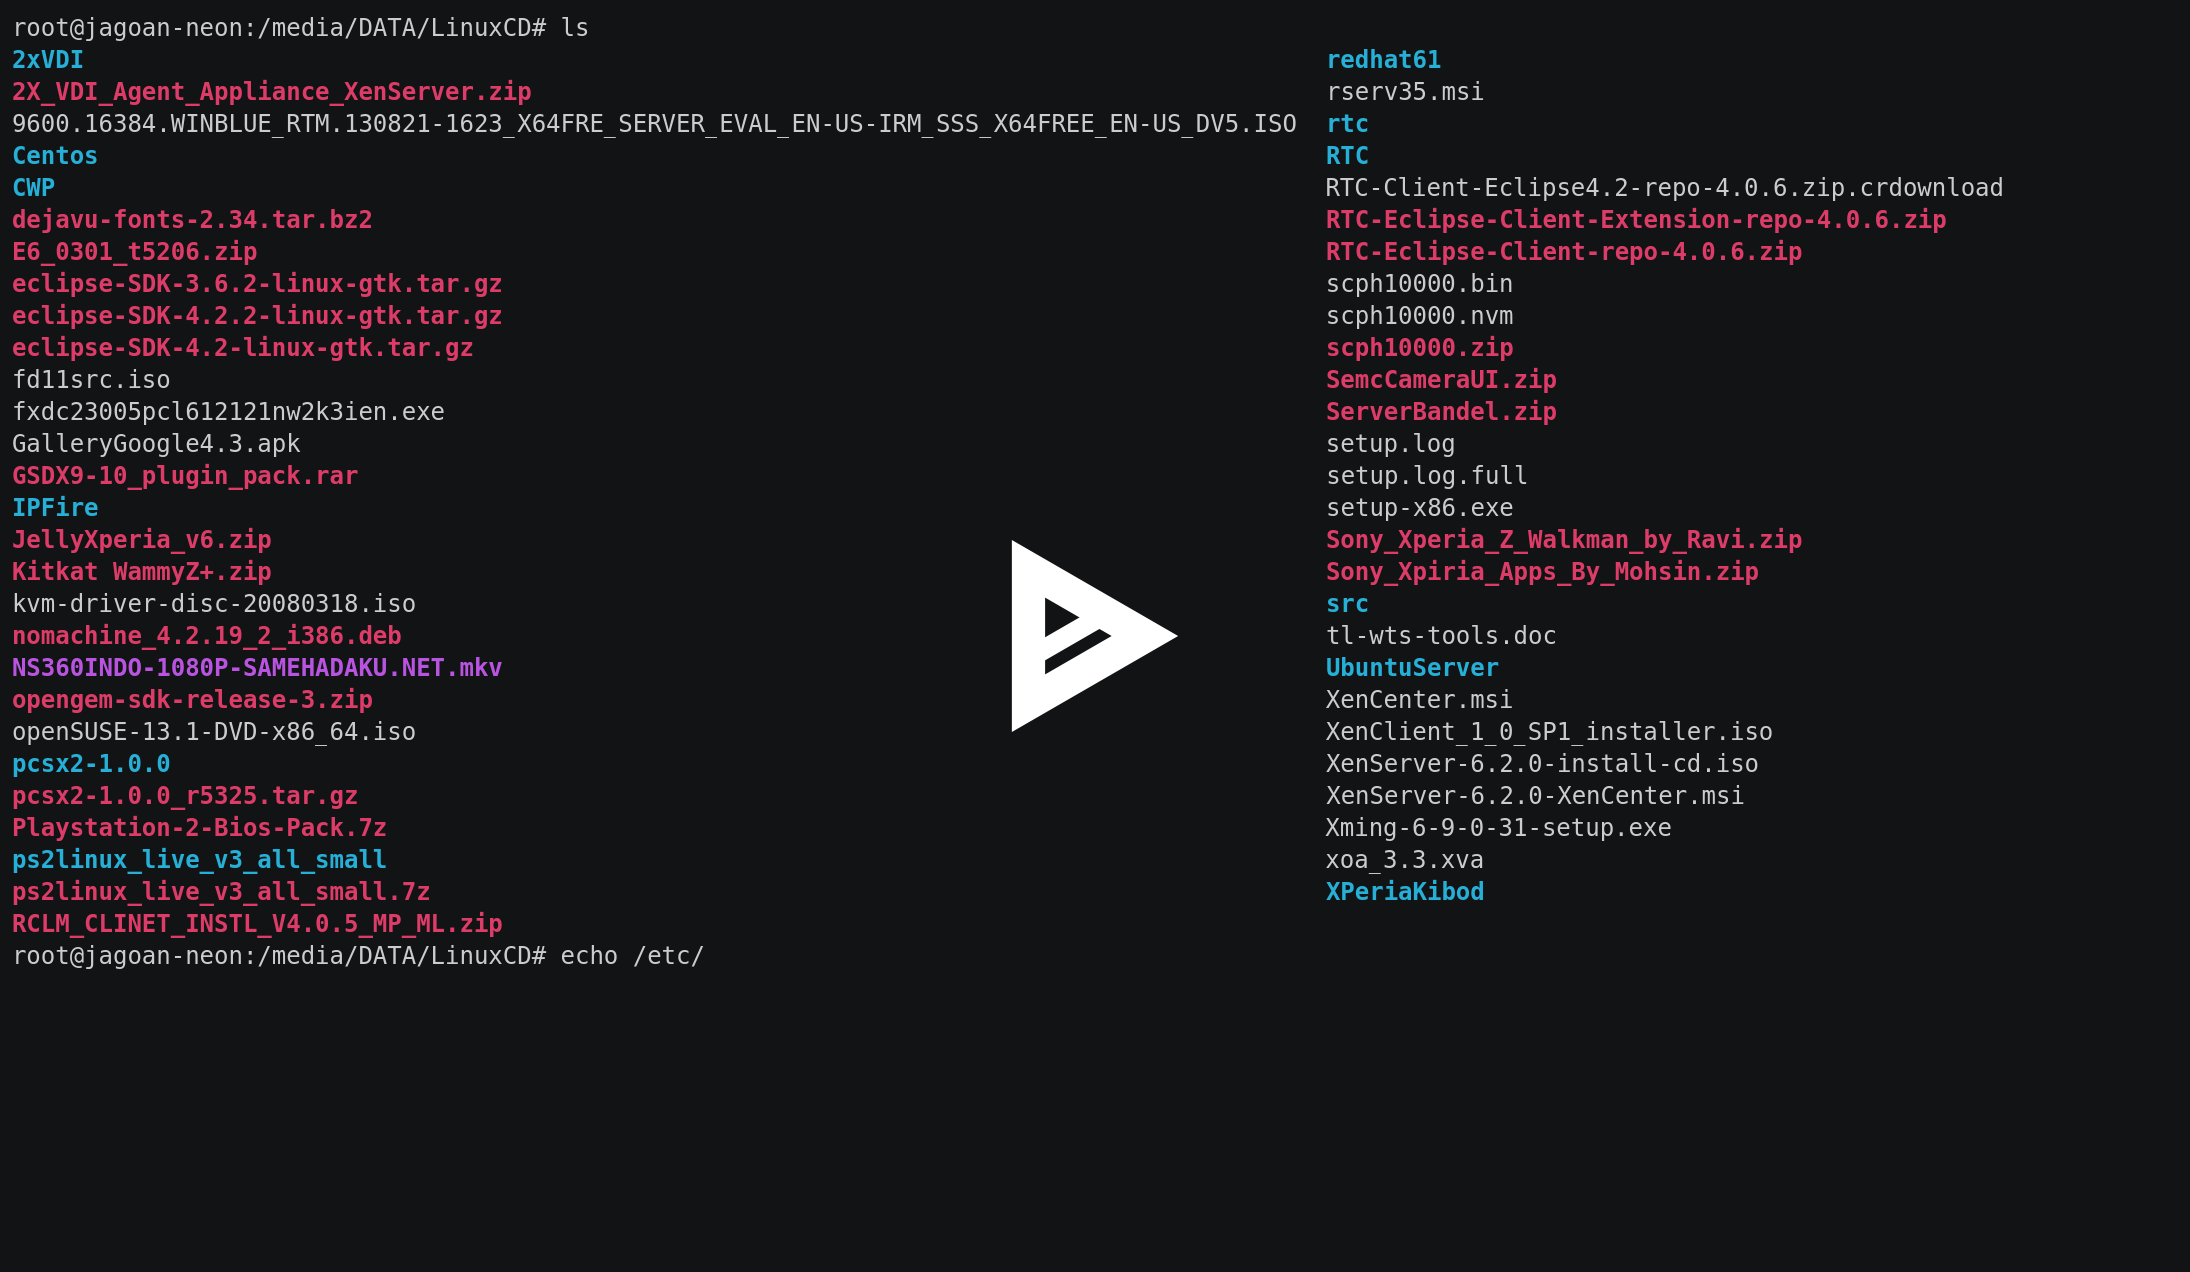 root@jagoan-neon:/media/DATA/LinuxCD# ls
2xVDI redhat61
2X_VDI_Agent_Appliance_XenServer.zip rserv35.msi
9600.16384.WINBLUE_RTM.130821-1623_X64FRE_SERVER_EVAL_EN-US-IRM_SSS_X64FREE_EN-US_DV5.ISO rtc
Centos RTC
CWP RTC-Client-Eclipse4.2-repo-4.0.6.zip.crdownload
dejavu-fonts-2.34.tar.bz2 RTC-Eclipse-Client-Extension-repo-4.0.6.zip
E6_0301_t5206.zip RTC-Eclipse-Client-repo-4.0.6.zip
eclipse-SDK-3.6.2-linux-gtk.tar.gz scph10000.bin
eclipse-SDK-4.2.2-linux-gtk.tar.gz scph10000.nvm
eclipse-SDK-4.2-linux-gtk.tar.gz scph10000.zip
fd11src.iso SemcCameraUI.zip
fxdc23005pcl612121nw2k3ien.exe ServerBandel.zip
GalleryGoogle4.3.apk setup.log
GSDX9-10_plugin_pack.rar setup.log.full
IPFire setup-x86.exe
JellyXperia_v6.zip Sony_Xperia_Z_Walkman_by_Ravi.zip
Kitkat WammyZ+.zip Sony_Xpiria_Apps_By_Mohsin.zip
kvm-driver-disc-20080318.iso src
nomachine_4.2.19_2_i386.deb tl-wts-tools.doc
NS360INDO-1080P-SAMEHADAKU.NET.mkv UbuntuServer
opengem-sdk-release-3.zip XenCenter.msi
openSUSE-13.1-DVD-x86_64.iso XenClient_1_0_SP1_installer.iso
pcsx2-1.0.0 XenServer-6.2.0-install-cd.iso
pcsx2-1.0.0_r5325.tar.gz XenServer-6.2.0-XenCenter.msi
Playstation-2-Bios-Pack.7z Xming-6-9-0-31-setup.exe
ps2linux_live_v3_all_small xoa_3.3.xva
ps2linux_live_v3_all_small.7z XPeriaKibod
RCLM_CLINET_INSTL_V4.0.5_MP_ML.zip
root@jagoan-neon:/media/DATA/LinuxCD# echo /etc/